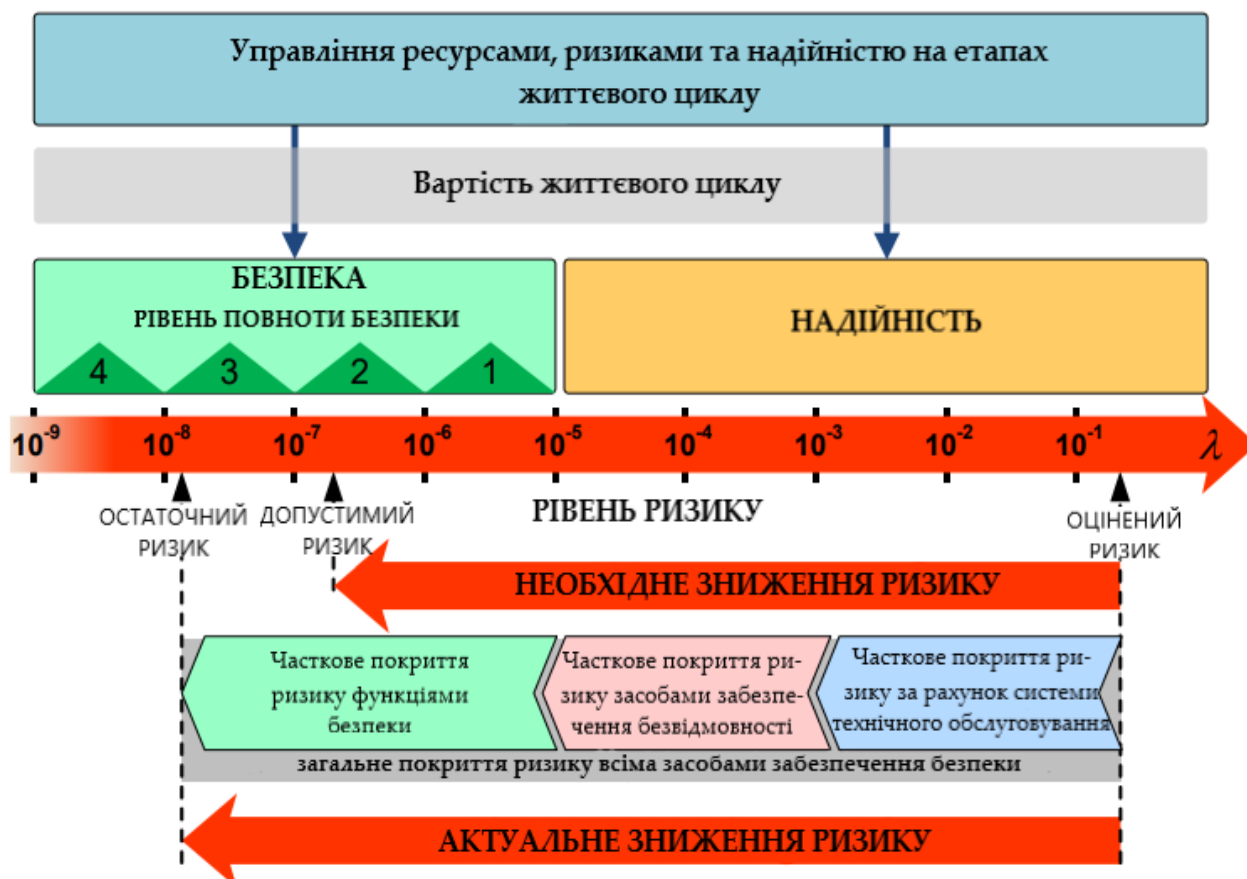 Управління ресурсами, ризиками та надійністю на етапах
життєвого циклу
Вартість життєвого циклу
БЕЗПЕКА
РІВЕНЬ ПОВНОТИ БЕЗПЕКИ
4 3 2 1
НАДІЙНІСТЬ
10⁻⁹ 10⁻⁸ 10⁻⁷ 10⁻⁶ 10⁻⁵ 10⁻⁴ 10⁻³ 10⁻² 10⁻¹ λ
ОСТАТОЧНИЙ
РИЗИК
ДОПУСТИМИЙ
РИЗИК
РІВЕНЬ РИЗИКУ
ОЦІНЕНИЙ
РИЗИК
НЕОБХІДНЕ ЗНИЖЕННЯ РИЗИКУ
Часткове покриття
ризику функціями
безпеки
Часткове покриття ри-
зику засобами забезпе-
чення безвідмовності
Часткове покриття ри-
зику за рахунок системи
технічного обслуговування
загальне покриття ризику всіма засобами забезпечення безпеки
АКТУАЛЬНЕ ЗНИЖЕННЯ РИЗИКУ